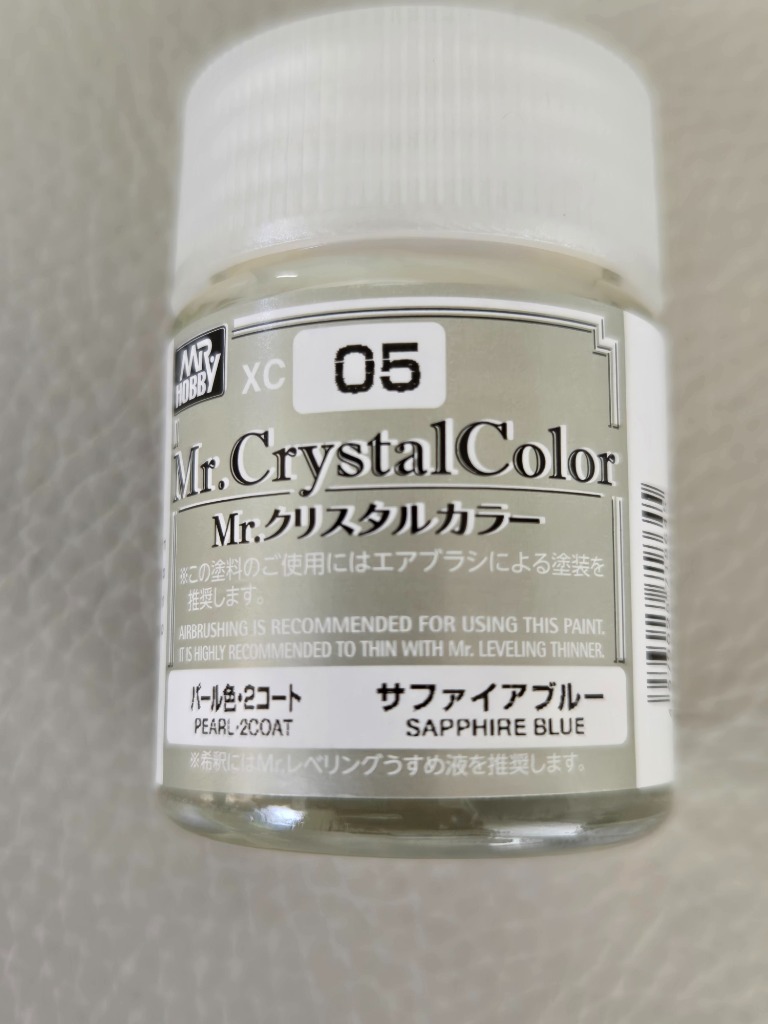 MR HOBBY
XC 05
Mr.CrystalColor
Mr.クリスタルカラー
※この塗料のご使用にはエアブラシによる塗装を
推奨します。
AIRBRUSHING IS RECOMMENDED FOR USING THIS PAINT.
IT IS HIGHLY RECOMMENDED TO THIN WITH Mr. LEVELING THINNER.
パール色・2コート サファイアブルー
PEARL・2COAT SAPPHIRE BLUE
※希釈にはMr.レベリングうすめ液を推奨します。